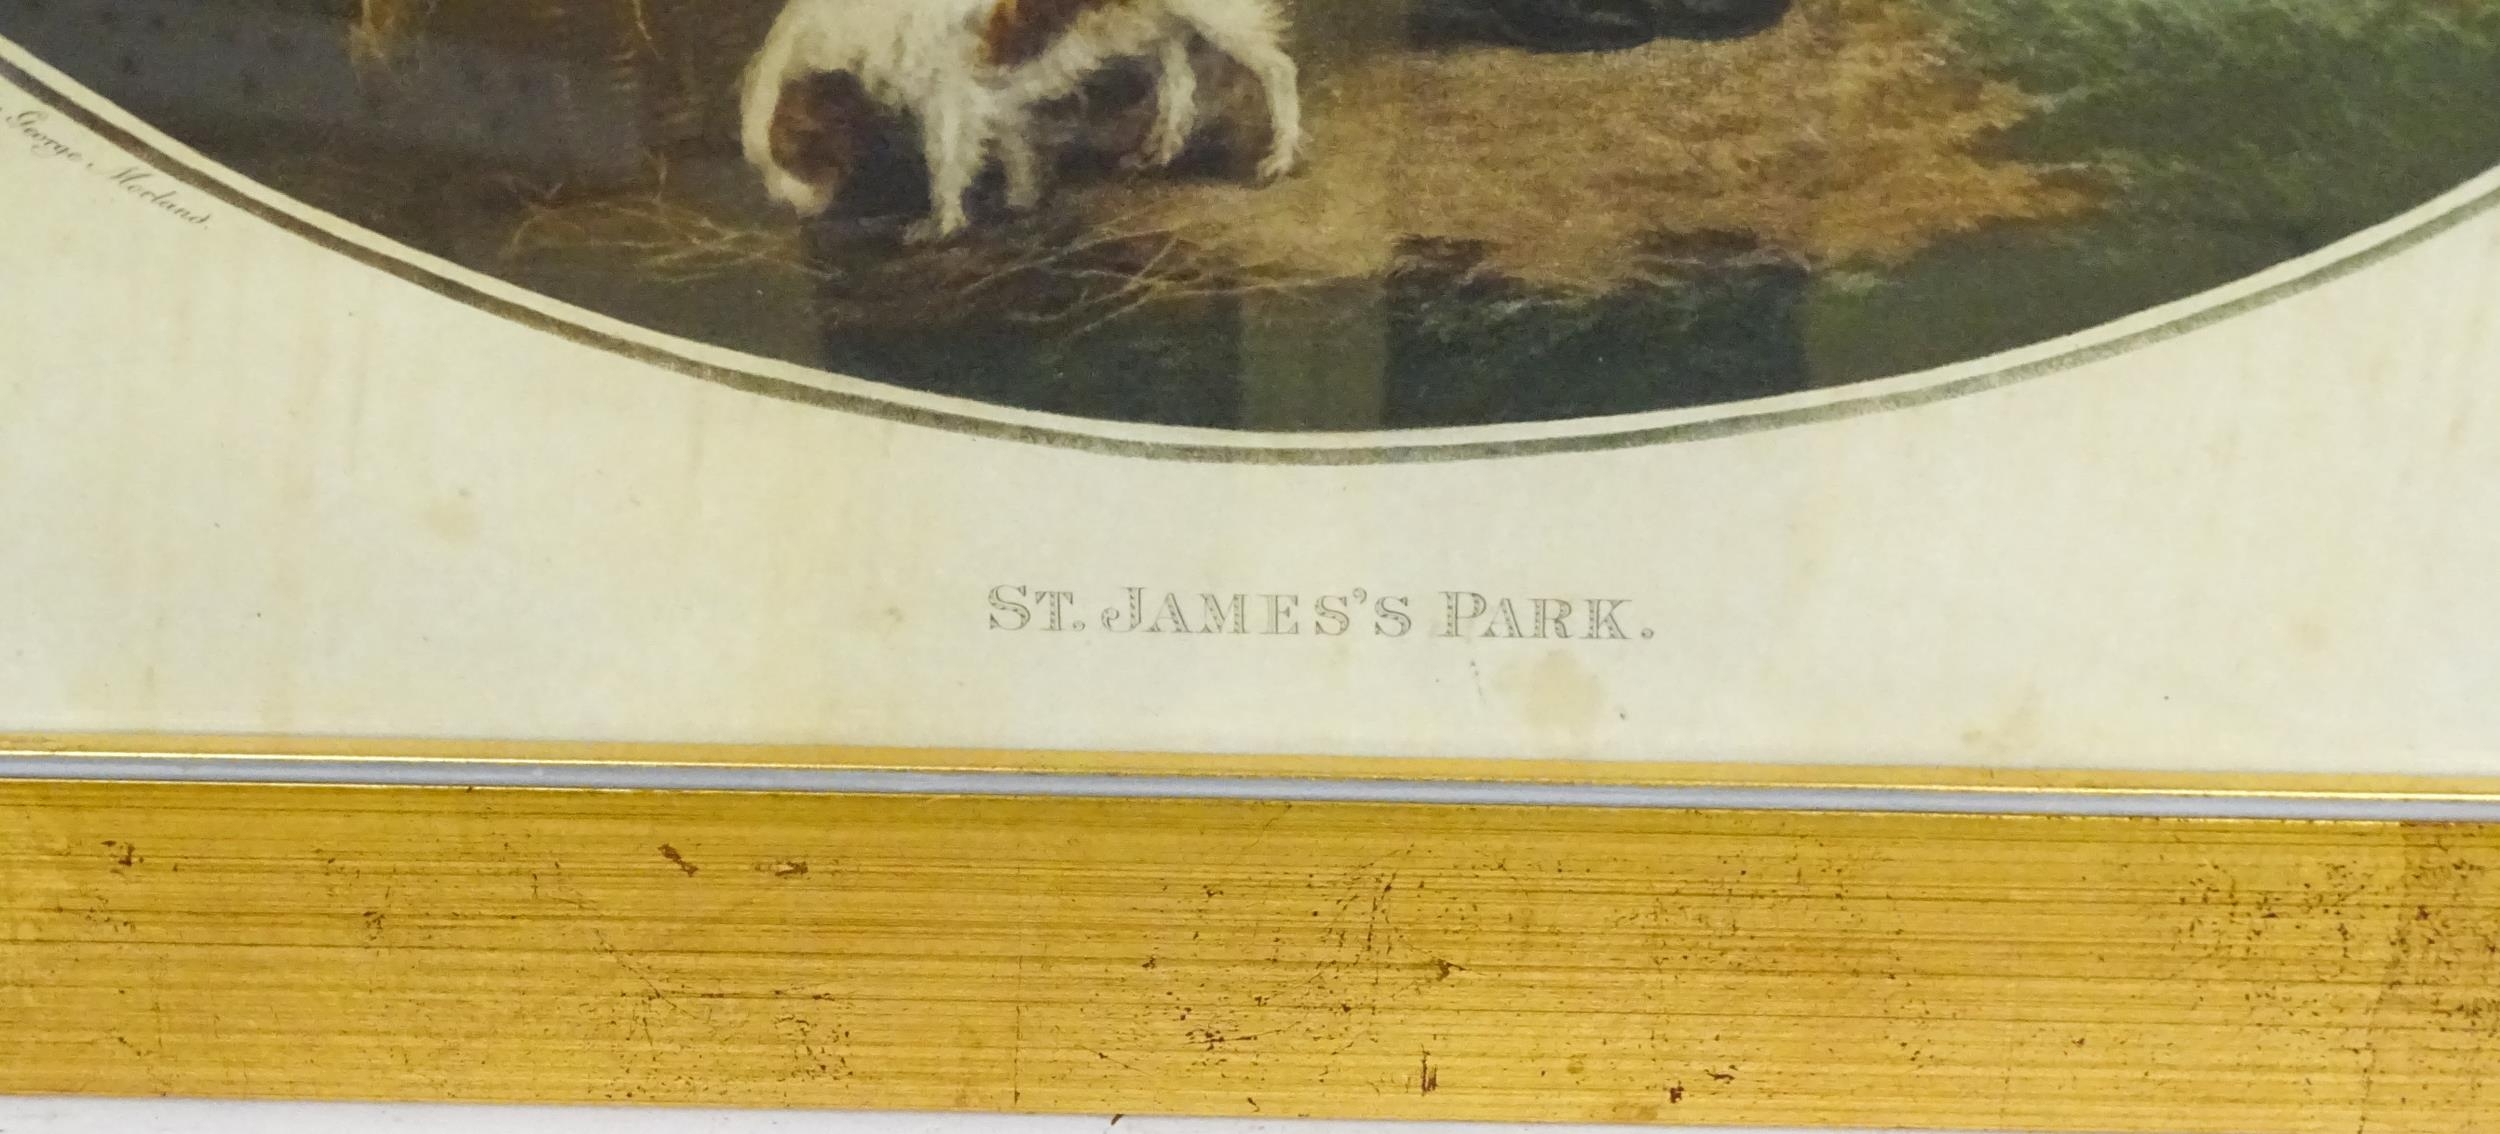 George Morland.
ST. JAMES'S PARK.